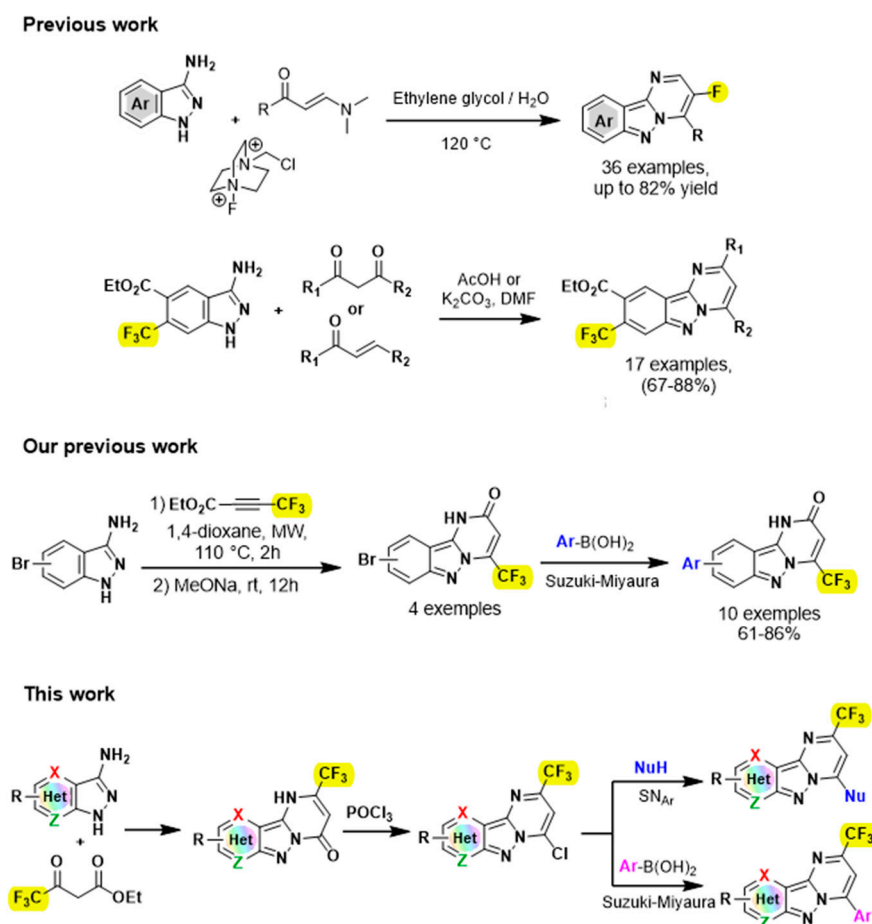 Previous work
NH2
Ar
N
N
H
+
O
R
N
N
Cl
N
F
Ethylene glycol / H2O
120 °C
N
F
Ar
N
N
R
36 examples,
up to 82% yield
EtO2C
NH2
F3C
N
N
H
+
O
O
R1
R2
or
O
R1
R2
AcOH or
K2CO3, DMF
R1
N
EtO2C
N
F3C
N
R2
17 examples,
(67-88%)
Our previous work
NH2
Br
N
N
H
1) EtO2C
CF3
1,4-dioxane, MW,
110 °C, 2h
2) MeONa, rt, 12h
O
HN
Br
N
N
CF3
4 exemples
Ar-B(OH)2
Suzuki-Miyaura
O
HN
Ar
N
N
CF3
10 exemples
61-86%
This work
NH2
X
R
Het
N
Z
N
H
+
O
O
F3C
OEt
CF3
HN
X
R
Het
N
Z
N
O
POCl3
CF3
N
X
R
Het
N
Z
N
Cl
NuH
SNAr
CF3
N
X
R
Het
N
Z
N
Nu
Ar-B(OH)2
Suzuki-Miyaura
CF3
N
X
R
Het
N
Z
N
Ar